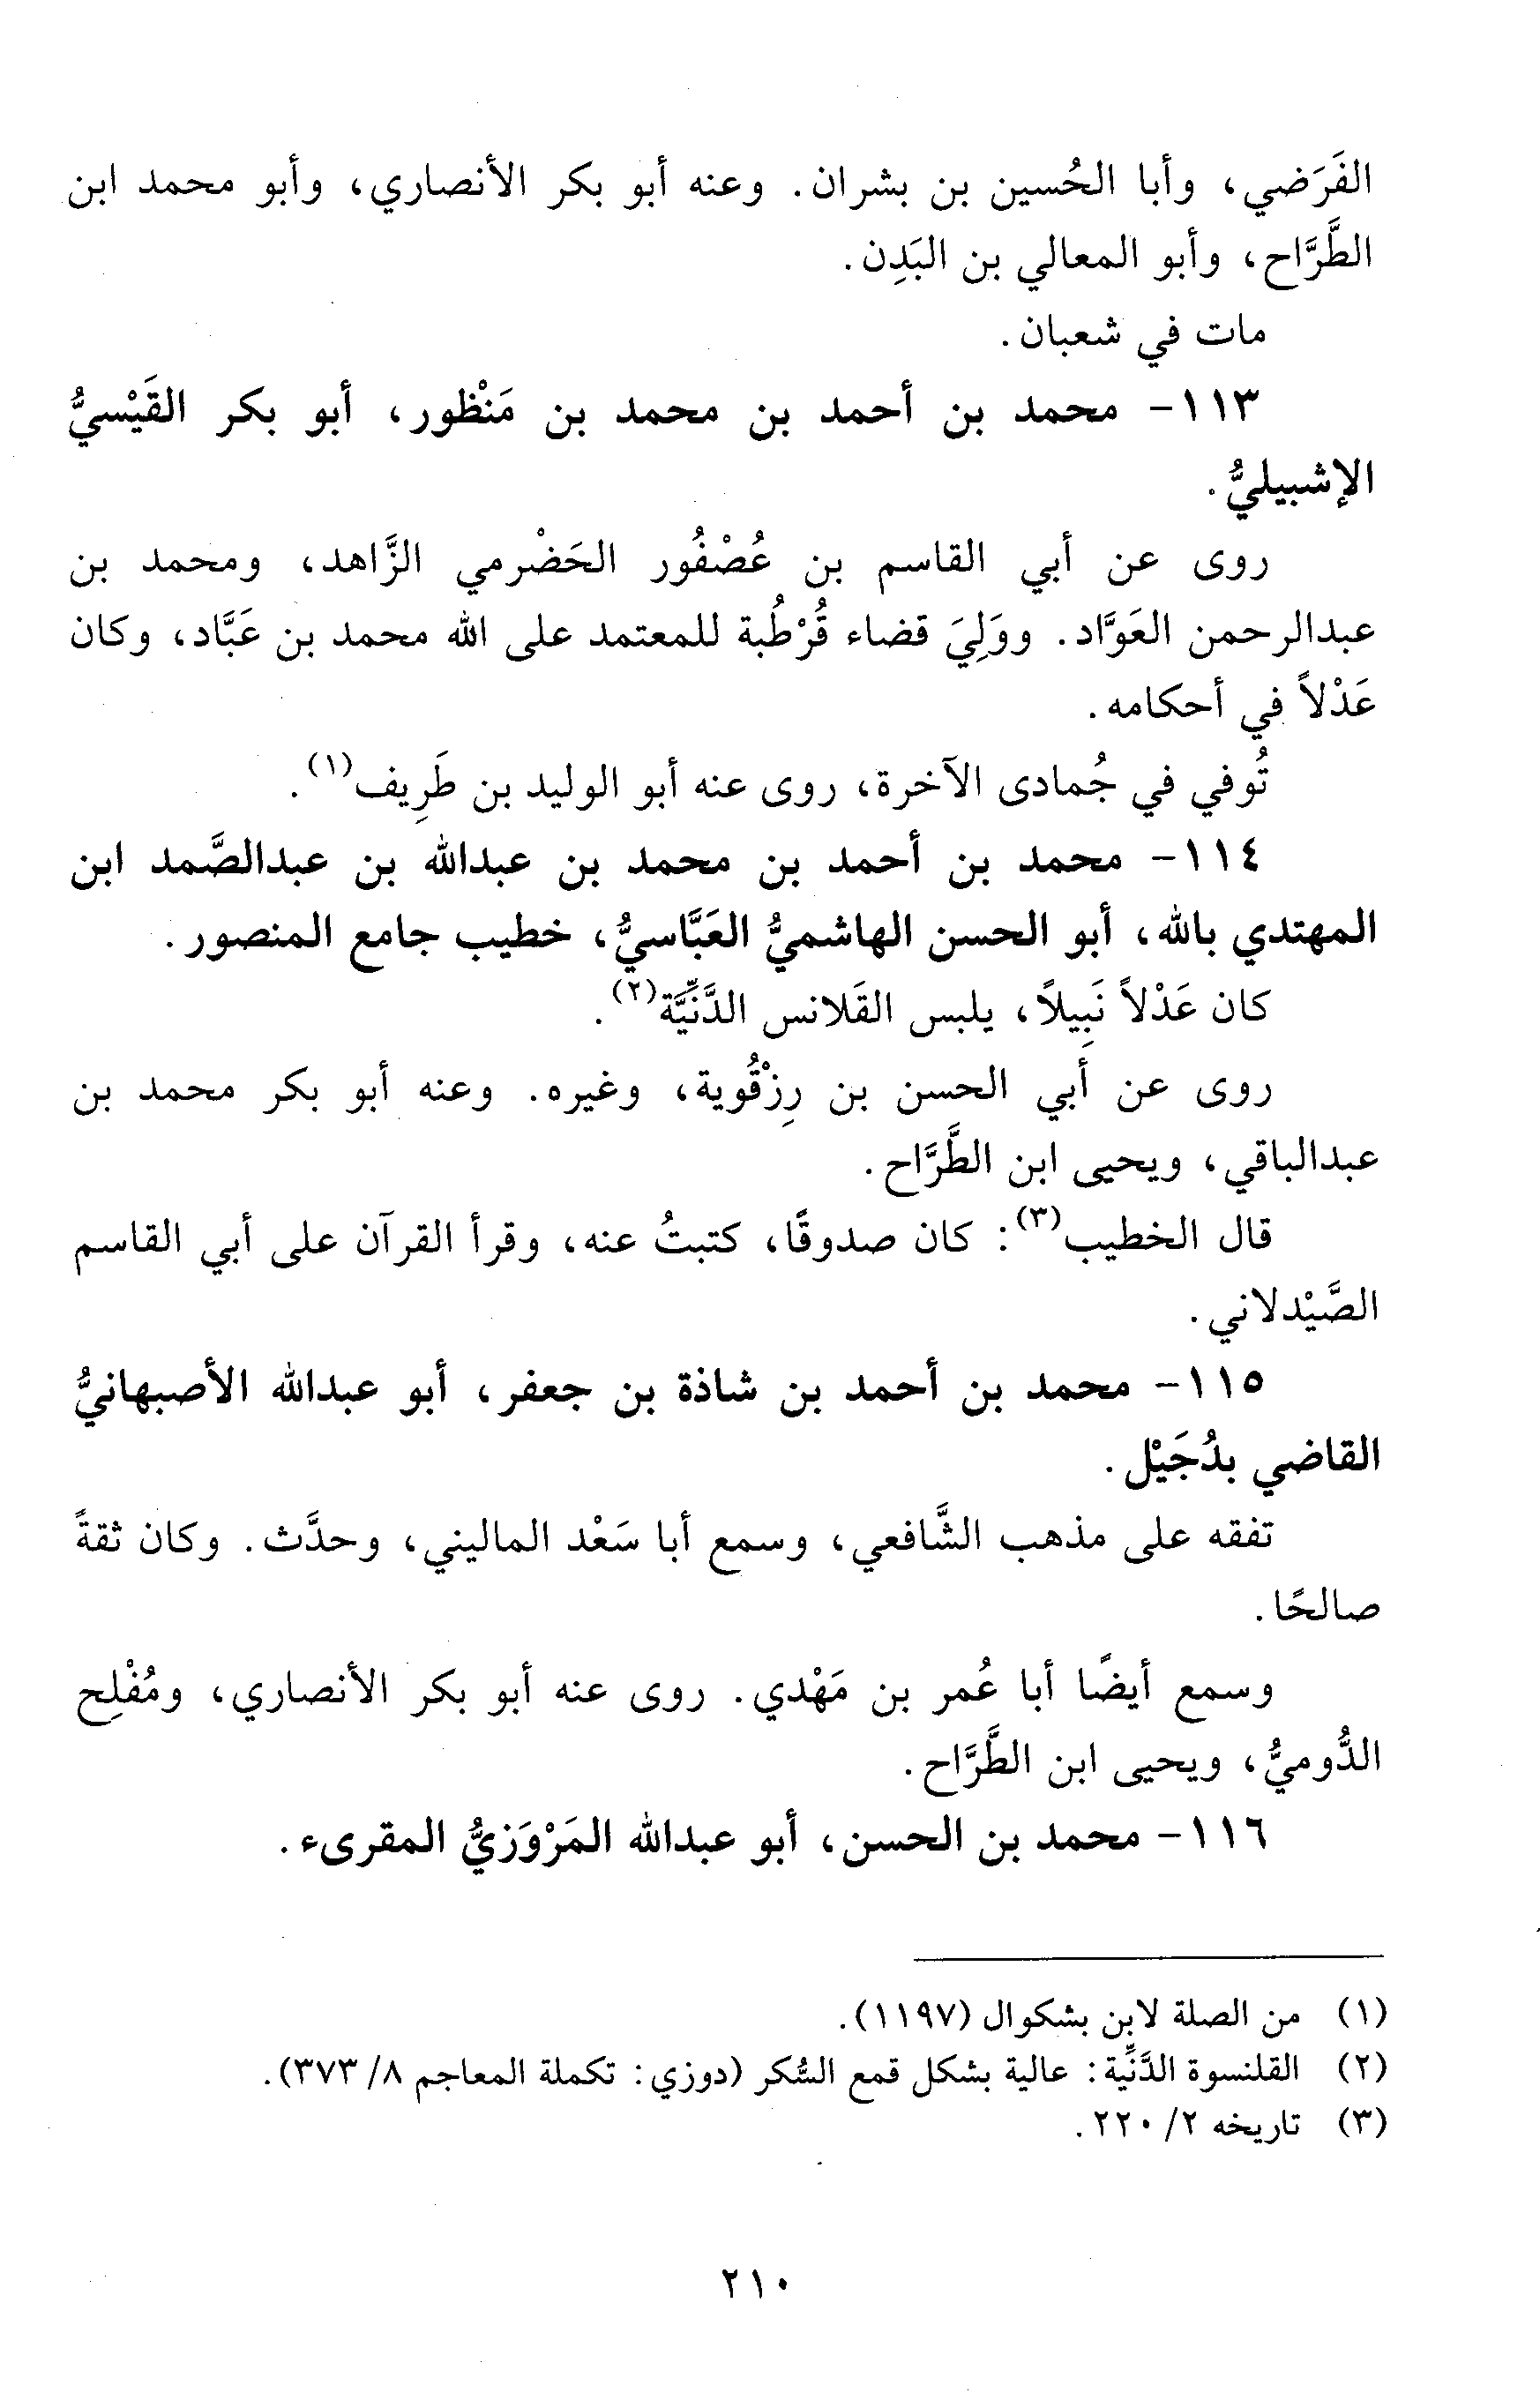 الفَرَضي، وأبا الحُسين بن بشران. وعنه أبو بكر الأنصاري، وأبو محمد ابن
الطَّرَّاح، وأبو المعالي بن البَدِن.
مات في شعبان.
١١٣- محمد بن أحمد بن محمد بن مَنْظور، أبو بكر القَيْسيُّ
الإشبيليُّ.
روى عن أبي القاسم بن عُصْفُور الحَضْرمي الزَّاهد، ومحمد بن
عبدالرحمن العَوَّاد. ووَلِيَ قضاء قُرْطُبة للمعتمد على الله محمد بن عَبَّاد، وكان
عَدْلاً في أحكامه.
تُوفي في جُمادى الآخرة، روى عنه أبو الوليد بن طَرِيف(١).
١١٤- محمد بن أحمد بن محمد بن عبدالله بن عبدالصَّمد ابن
المهتدي بالله، أبو الحسن الهاشميُّ العَبَّاسيُّ، خطيب جامع المنصور.
كان عَدْلاً نَبِيلاً، يلبس القَلانس الدَّنِّيَّة(٢).
روى عن أبي الحسن بن رِزْقُوية، وغيره. وعنه أبو بكر محمد بن
عبدالباقي، ويحيى ابن الطَّرَّاح.
قال الخطيب(٣): كان صدوقًا، كتبتُ عنه، وقرأ القرآن على أبي القاسم
الصَّيْدلاني.
١١٥- محمد بن أحمد بن شاذة بن جعفر، أبو عبدالله الأصبهانيُّ
القاضي بدُجَيْل.
تفقه على مذهب الشَّافعي، وسمع أبا سَعْد الماليني، وحدَّث. وكان ثقةً
صالحًا.
وسمع أيضًا أبا عُمر بن مَهْدي. روى عنه أبو بكر الأنصاري، ومُفْلِح
الدُّوميُّ، ويحيى ابن الطَّرَّاح.
١١٦- محمد بن الحسن، أبو عبدالله المَرْوَزيُّ المقرىء.
(١) من الصلة لابن بشكوال (١١٩٧).
(٢) القلنسوة الدَّنِّية: عالية بشكل قمع السُّكر (دوزي: تكملة المعاجم ٨/ ٣٧٣).
(٣) تاريخه ٢/ ٢٢٠.
٢١٠